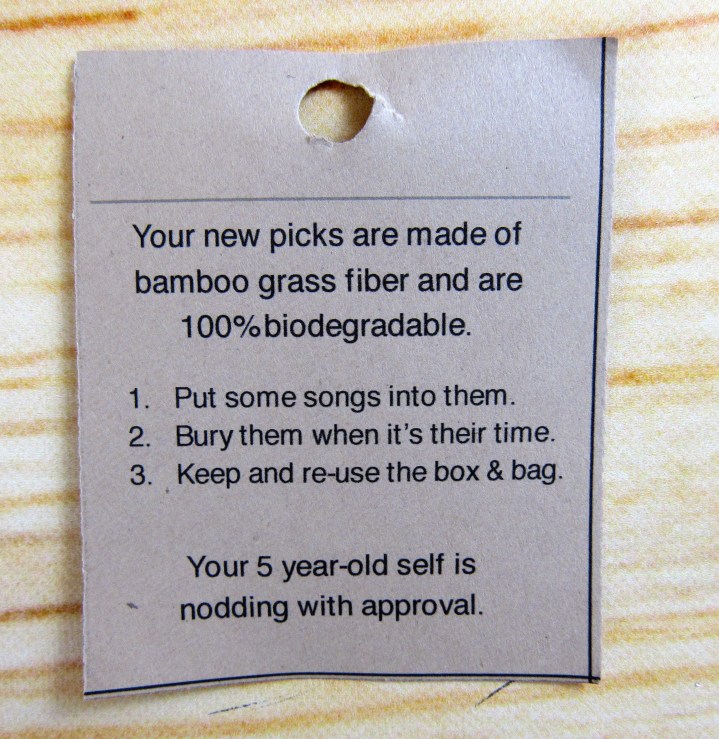 Your new picks are made of
bamboo grass fiber and are
100% biodegradable.
1. Put some songs into them.
2. Bury them when it's their time.
3. Keep and re-use the box & bag.
Your 5 year-old self is
nodding with approval.